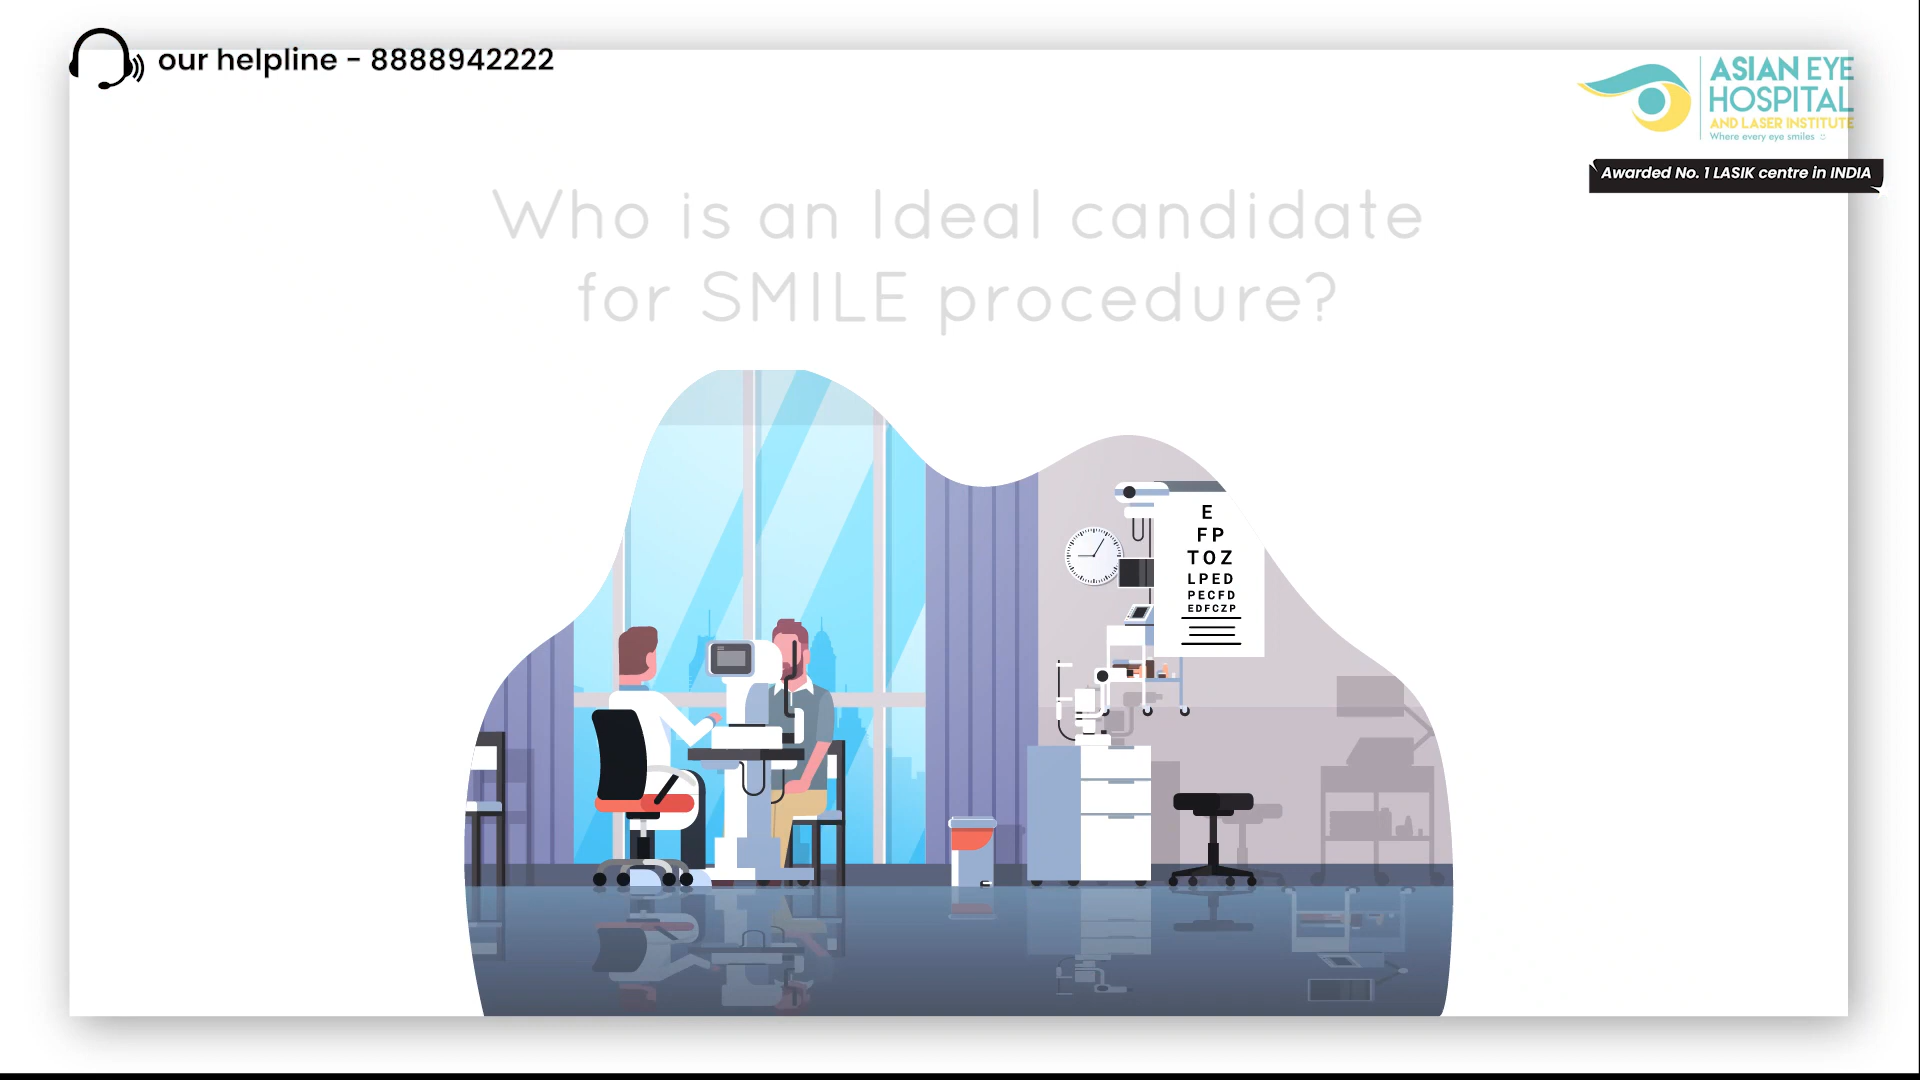 our helpline - 8888942222
ASIAN EYE
HOSPITAL
AND LASER INSTITUTE
Where every eye smiles
Awarded No. 1 LASIK centre in INDIA
Who is an Ideal candidate
for SMILE procedure?
E
FP
TOZ
LPED
PECFD
EDFCZP